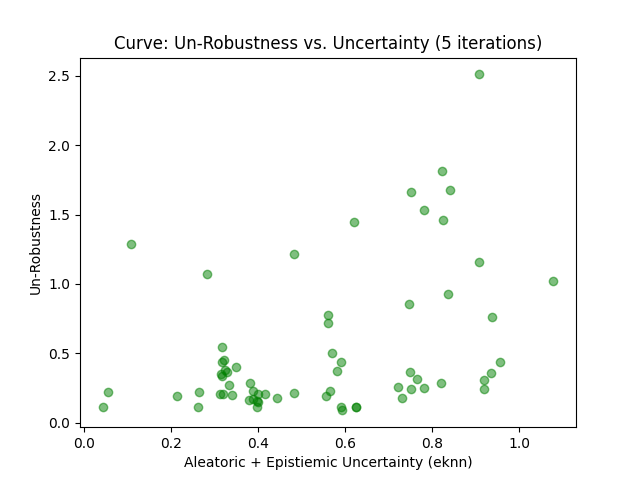 Curve: Un-Robustness vs. Uncertainty (5 iterations)
2.5
2.0
1.5
1.0
0.5
0.0
Un-Robustness
0.0 0.2 0.4 0.6 0.8 1.0
Aleatoric + Epistiemic Uncertainty (eknn)